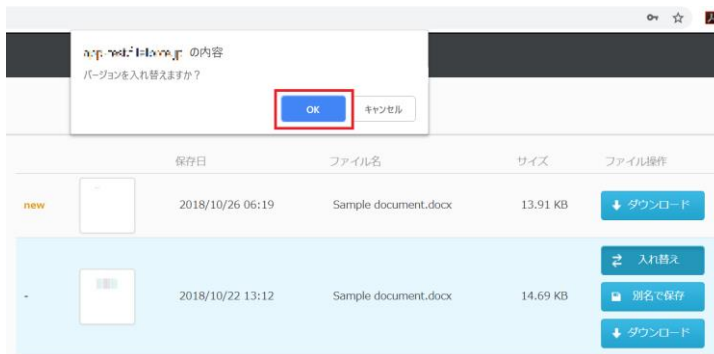 の内容
バージョンを入れ替えますか？
OK キャンセル
保存日 ファイル名 サイズ ファイル操作
new 2018/10/26 06:19 Sample document.docx 13.91 KB ダウンロード
入れ替え
- 2018/10/22 13:12 Sample document.docx 14.69 KB 別名で保存
ダウンロード